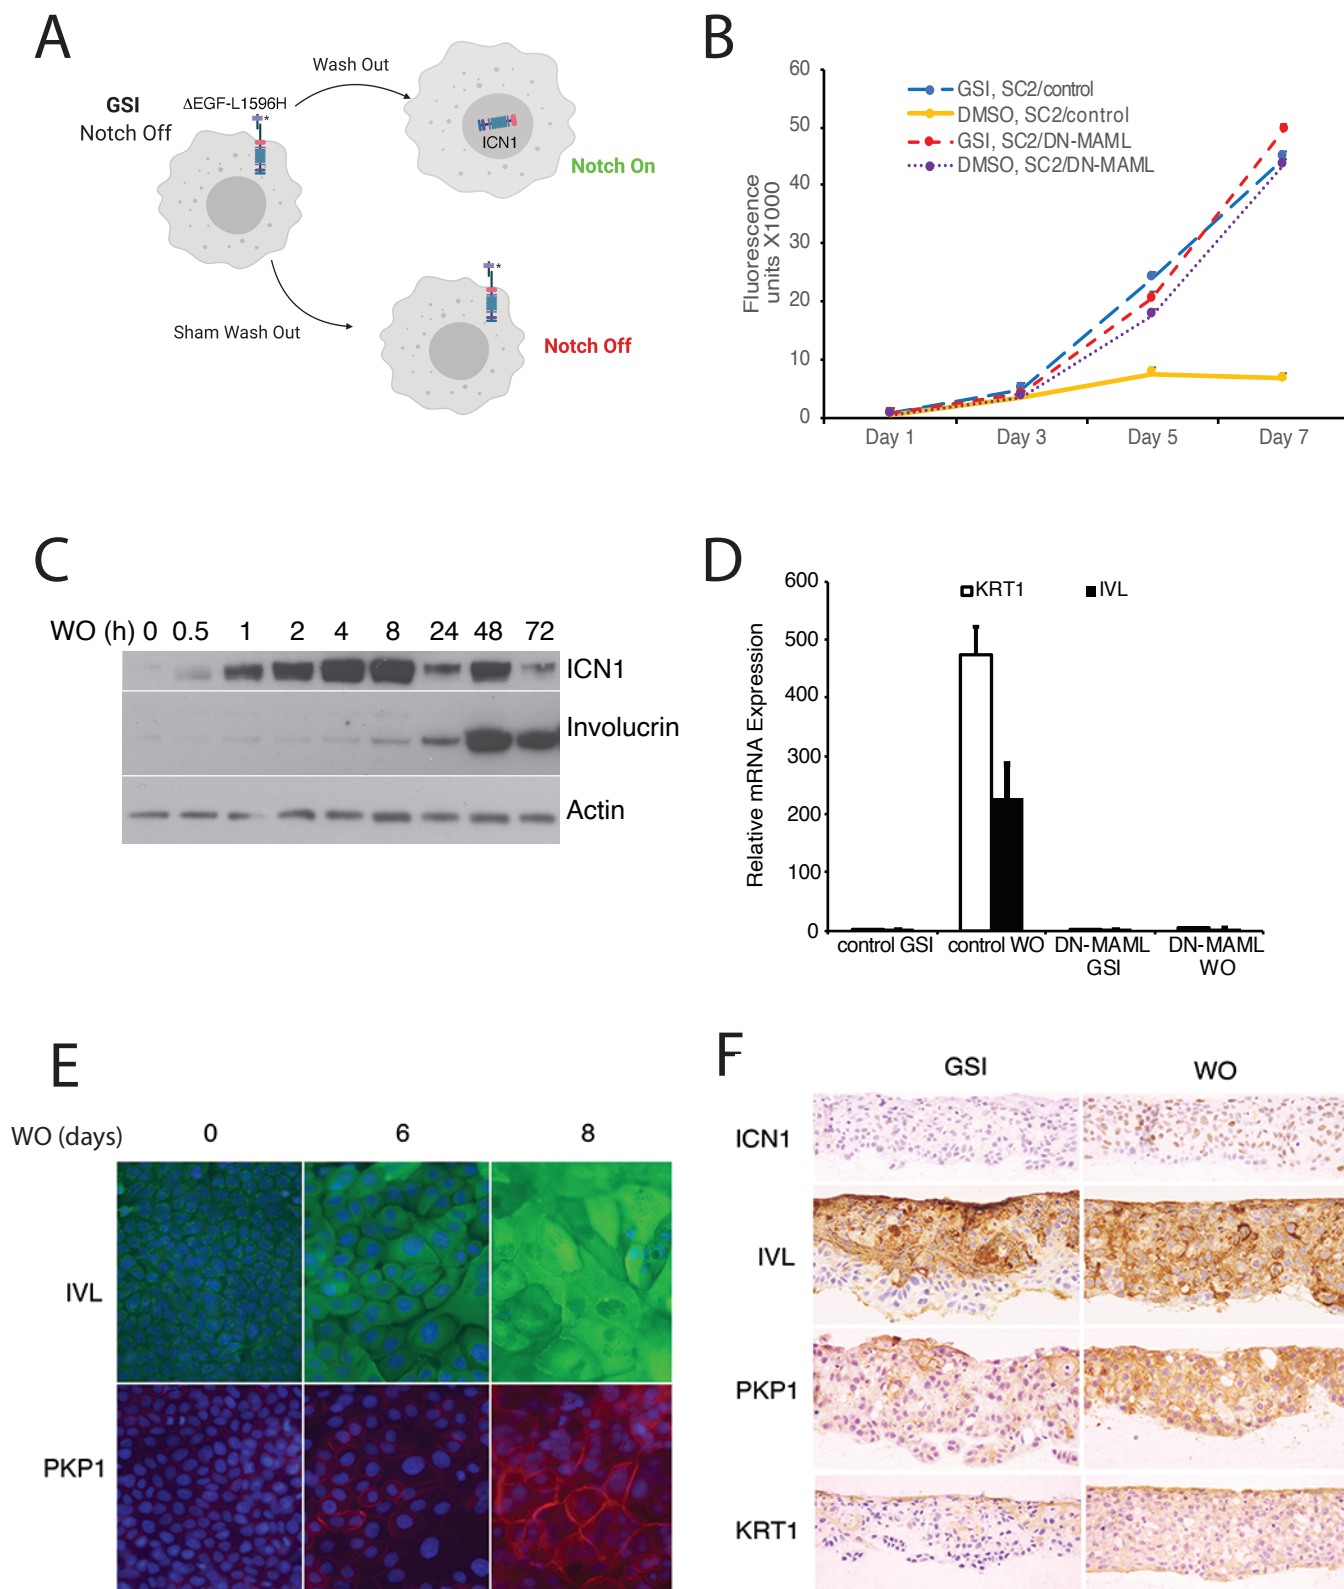 A
GSI
Notch Off
ΔEGF-L1596H
*
Wash Out
ICN1
Notch On
Sham Wash Out
*
Notch Off
B
60
50
40
30
20
10
0
Fluorescence
units X1000
GSI, SC2/control
DMSO, SC2/control
GSI, SC2/DN-MAML
DMSO, SC2/DN-MAML
Day 1 Day 3 Day 5 Day 7
C
WO (h) 0 0.5 1 2 4 8 24 48 72
ICN1
Involucrin
Actin
D
600
500
400
300
200
100
0
Relative mRNA Expression
KRT1 IVL
control GSI control WO DN-MAML GSI DN-MAML WO
E
WO (days) 0 6 8
IVL
PKP1
F
GSI WO
ICN1
IVL
PKP1
KRT1